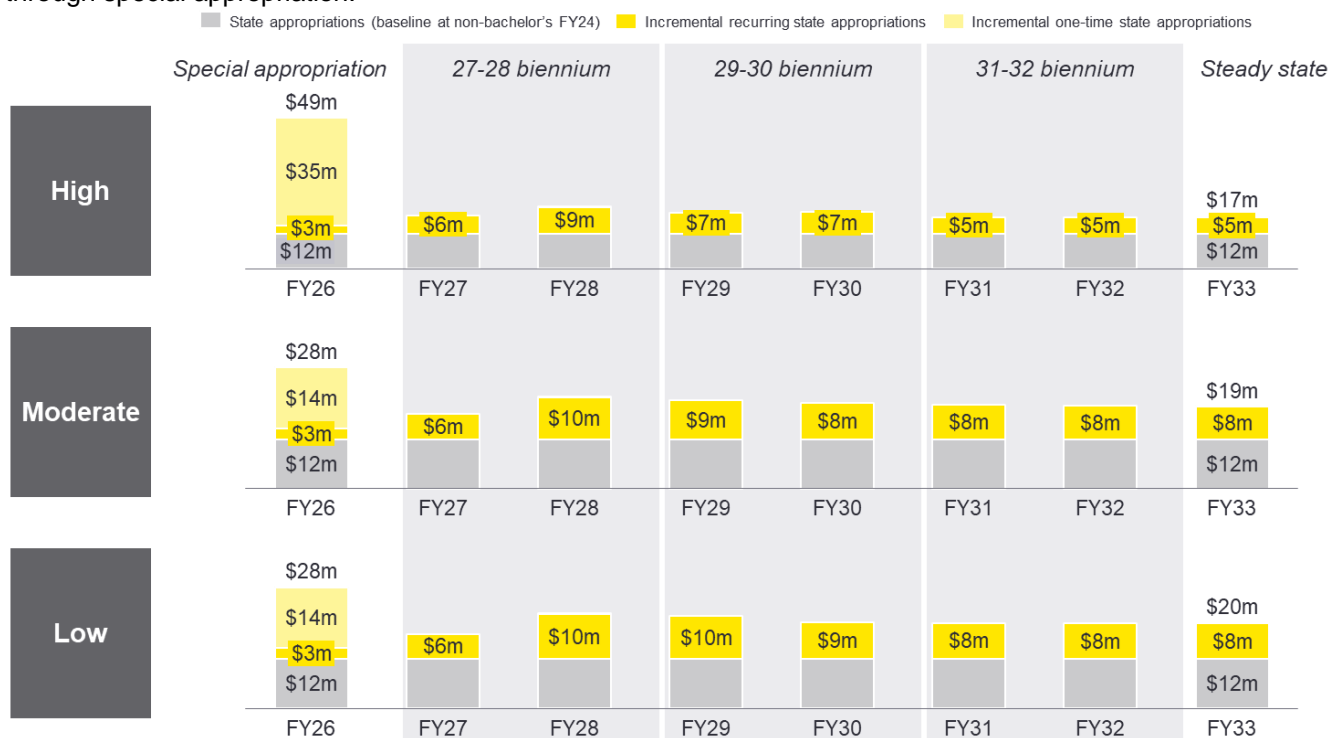 through special appropriation.
State appropriations (baseline at non-bachelor's FY24) Incremental recurring state appropriations Incremental one-time state appropriations
Special appropriation 27-28 biennium 29-30 biennium 31-32 biennium Steady state
High
$49m
$35m
$3m $6m $9m $7m $7m $5m $5m $17m
$5m
$12m $12m
FY26 FY27 FY28 FY29 FY30 FY31 FY32 FY33
Moderate
$28m
$14m
$3m $6m $10m $9m $8m $8m $8m $19m
$8m
$12m $12m
FY26 FY27 FY28 FY29 FY30 FY31 FY32 FY33
Low
$28m
$14m
$3m $6m $10m $10m $9m $8m $8m $20m
$8m
$12m $12m
FY26 FY27 FY28 FY29 FY30 FY31 FY32 FY33